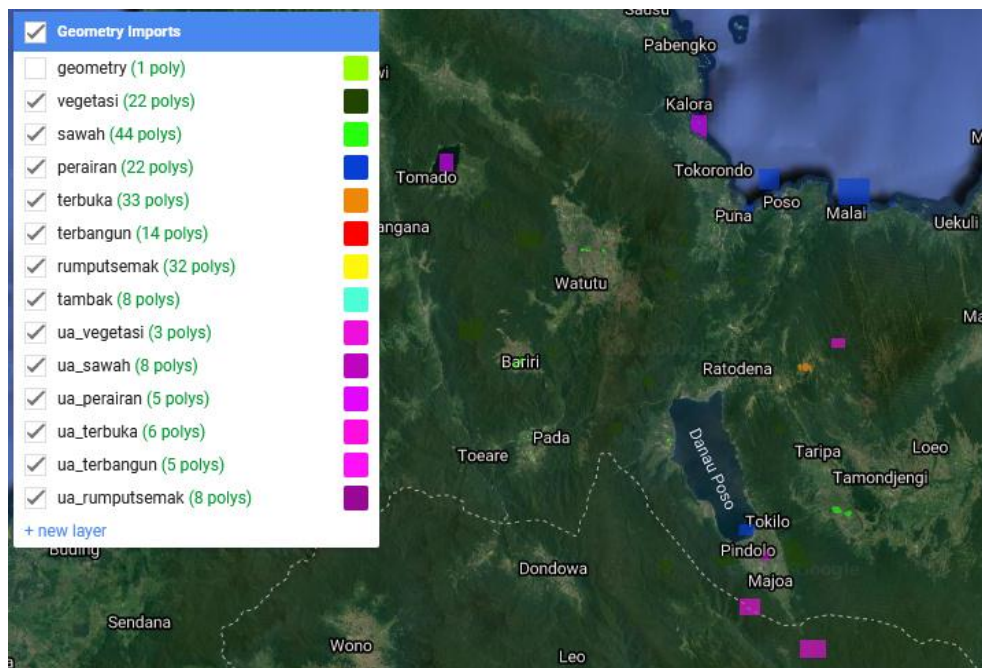 Geometry Imports
geometry (1 poly)
vegetasi (22 polys)
sawah (44 polys)
perairan (22 polys)
terbuka (33 polys)
terbangun (14 polys)
rumputsemak (32 polys)
tambak (8 polys)
ua_vegetasi (3 polys)
ua_sawah (8 polys)
ua_perairan (5 polys)
ua_terbuka (6 polys)
ua_terbangun (5 polys)
ua_rumputsemak (8 polys)
+ new layer
Pabengko
Kalora
Tomado
Tokorondo
Poso
Puna
Malai
Uekuli
angana
Watutu
Bariri
Ratodena
Danau Poso
Pada
Toeare
Taripa
Loeo
Tamondjengi
Tokilo
Pindolo
Majoa
Google
Dondowa
Sendana
Wono
Leo